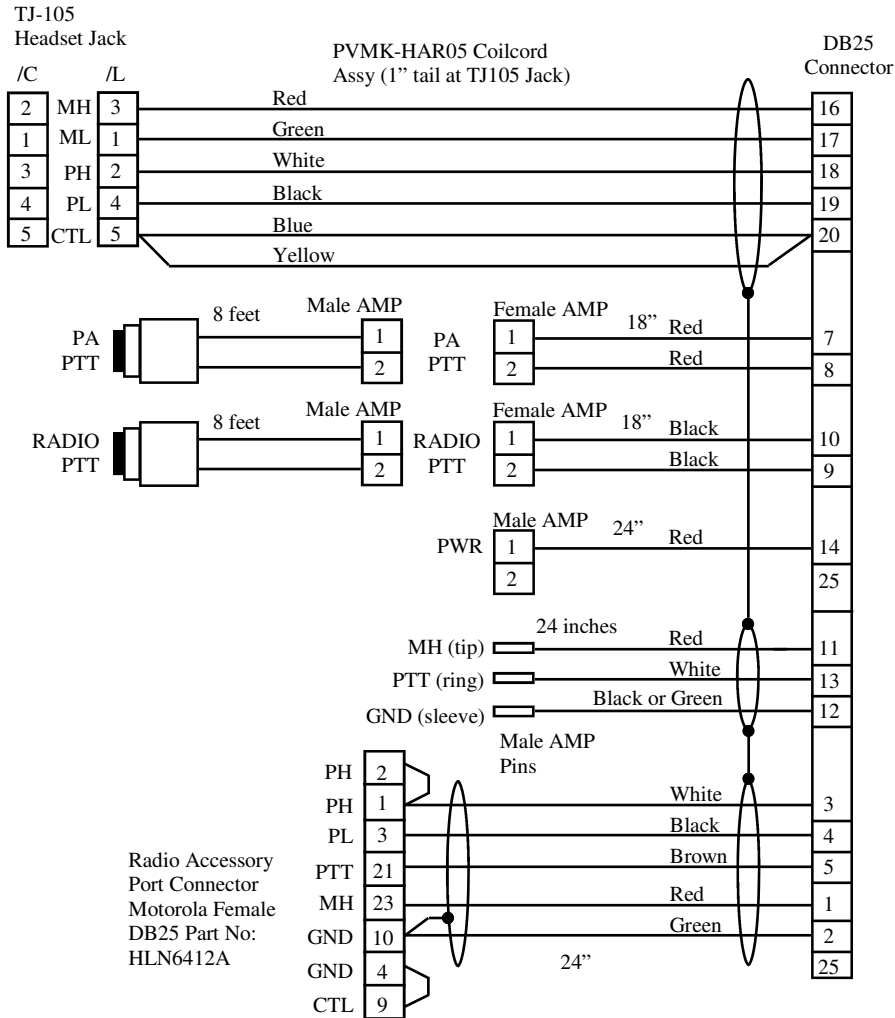 TJ-105
Headset Jack
PVMK-HAR05 Coilcord
Assy (1” tail at TJ105 Jack)
DB25
Connector
/C /L
2 MH 3 Red 16
1 ML 1 Green 17
3 PH 2 White 18
4 PL 4 Black 19
5 CTL 5 Blue 20
Yellow
PA
PTT
8 feet
Male AMP
1
2
PA
PTT
Female AMP
18”
1 Red 7
2 Red 8
RADIO
PTT
8 feet
Male AMP
1
2
RADIO
PTT
Female AMP
18”
1 Black 10
2 Black 9
Male AMP
24”
PWR 1 Red 14
2 25
24 inches
MH (tip) Red 11
PTT (ring) White 13
GND (sleeve) Black or Green 12
Male AMP
Pins
PH 2
PH 1 White 3
PL 3 Black 4
PTT 21 Brown 5
MH 23 Red 1
GND 10 Green 2
GND 4 24” 25
CTL 9
Radio Accessory
Port Connector
Motorola Female
DB25 Part No:
HLN6412A